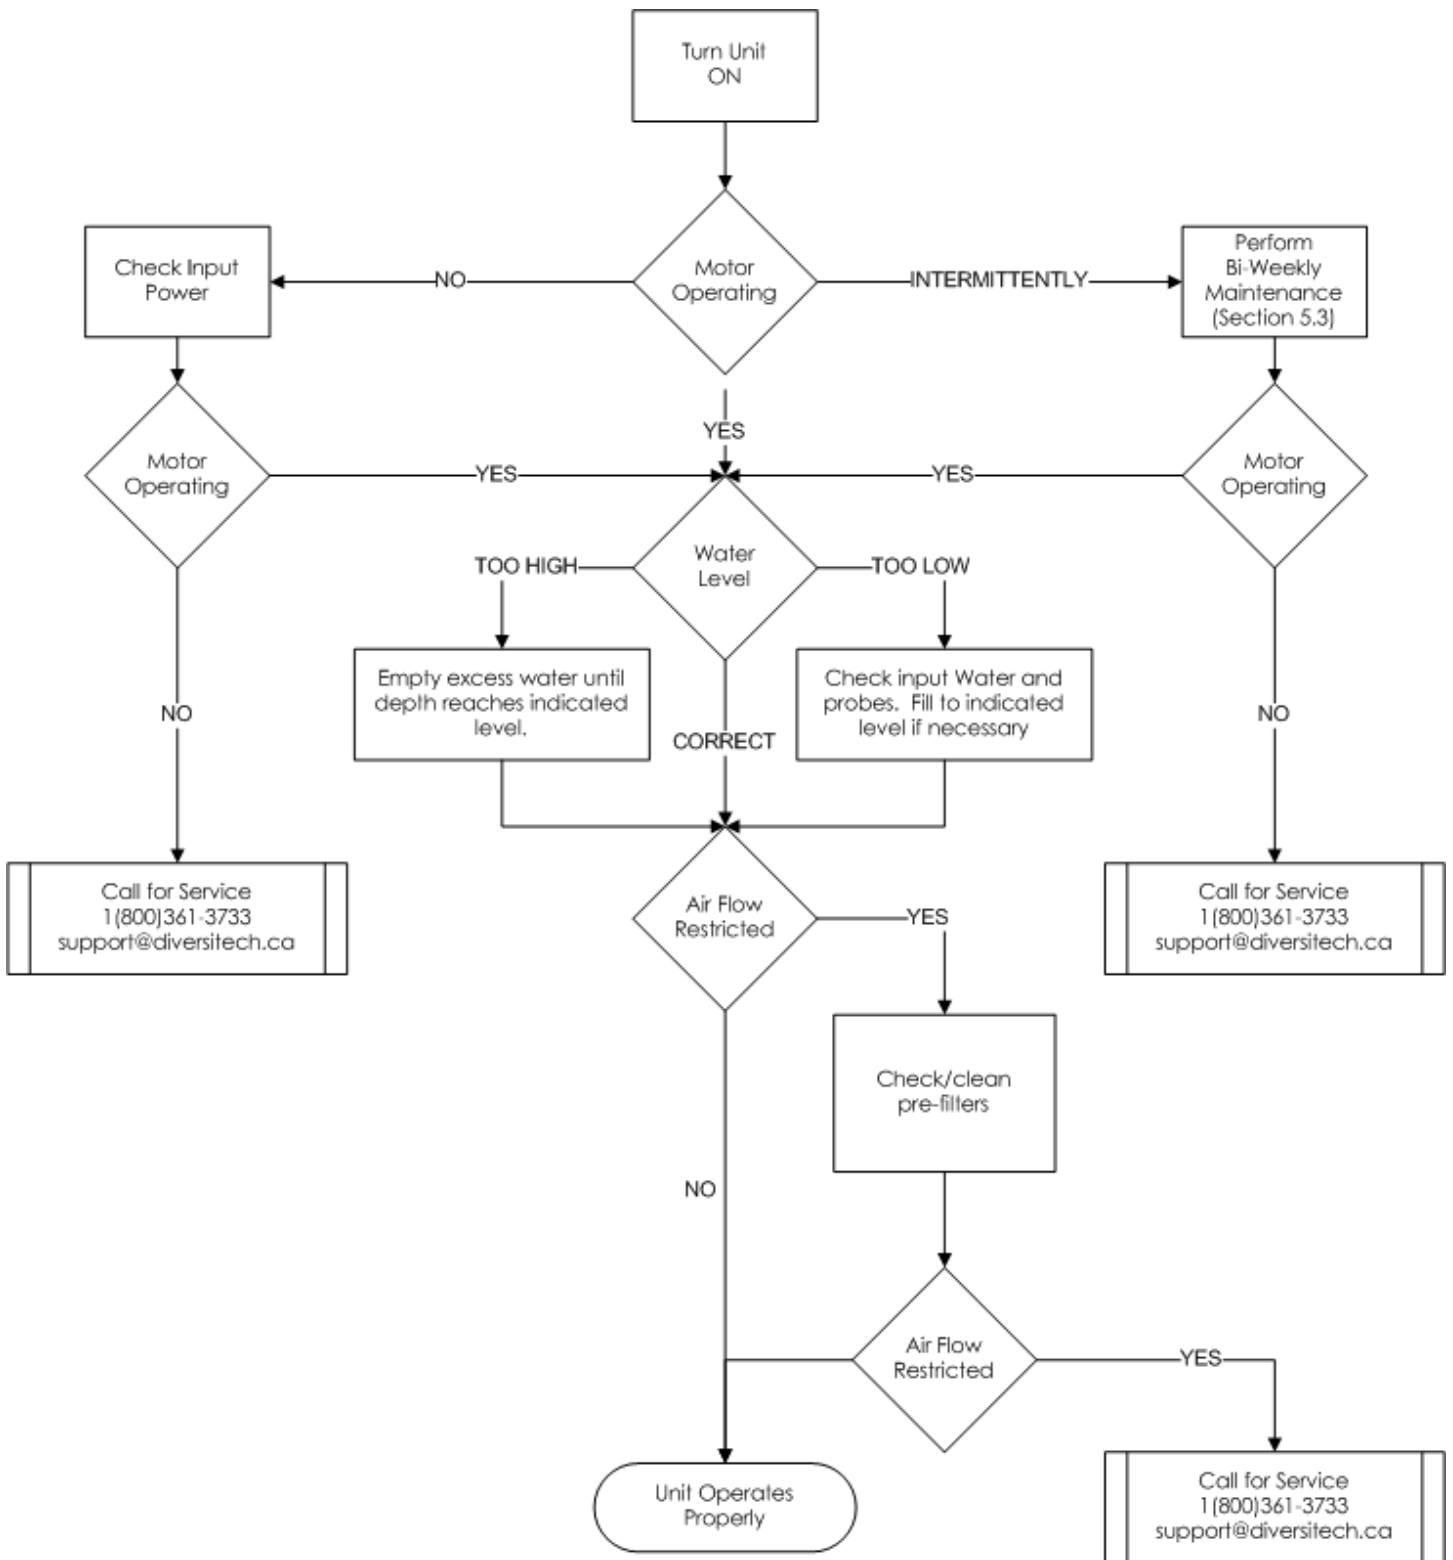 Turn Unit
ON
Motor
Operating
NO
INTERMITTENTLY
Check Input
Power
Perform
Bi-Weekly
Maintenance
(Section 5.3)
YES
Motor
Operating
YES
YES
Motor
Operating
Water
Level
TOO HIGH
TOO LOW
Empty excess water until
depth reaches indicated
level.
Check input Water and
probes. Fill to indicated
level if necessary
NO
CORRECT
NO
Call for Service
1(800)361-3733
support@diversitech.ca
Air Flow
Restricted
YES
Call for Service
1(800)361-3733
support@diversitech.ca
Check/clean
pre-filters
NO
Air Flow
Restricted
YES
Unit Operates
Properly
Call for Service
1(800)361-3733
support@diversitech.ca